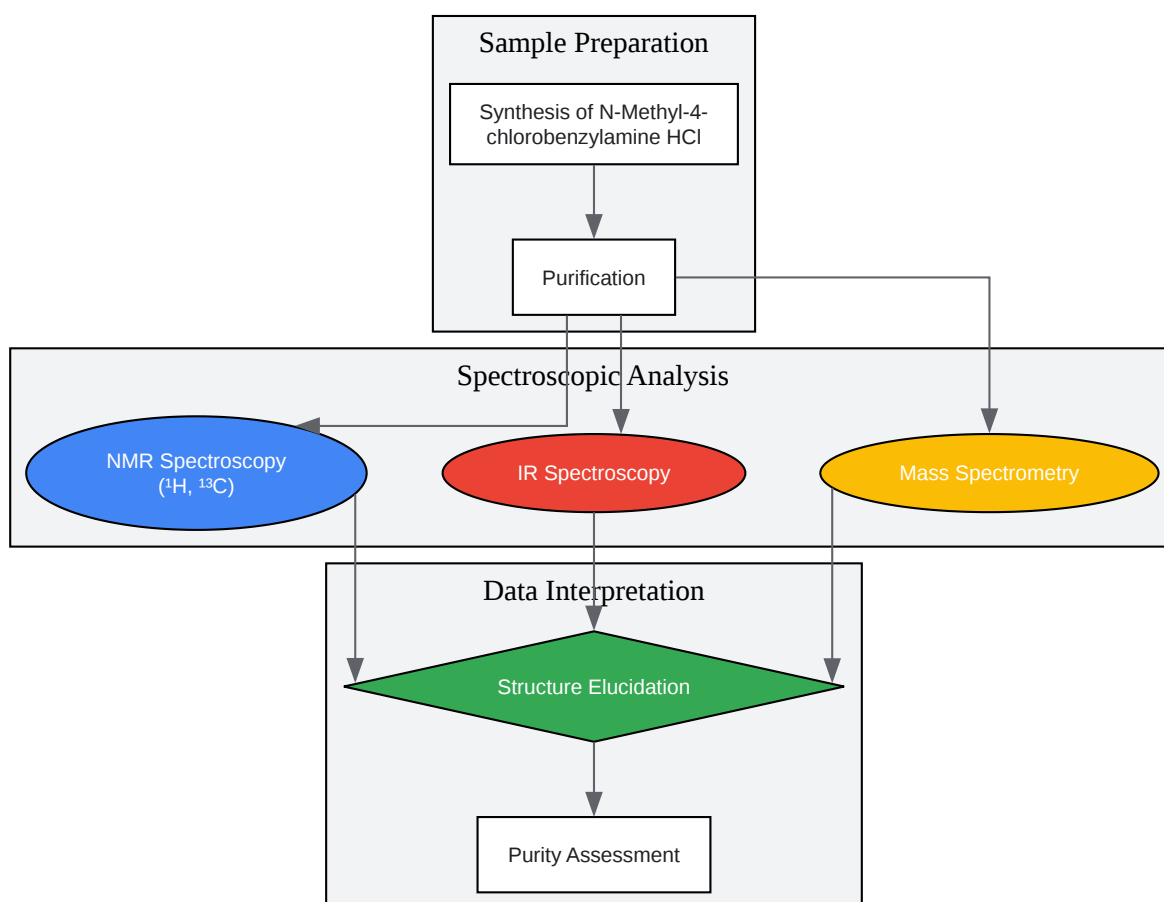 Sample Preparation
Synthesis of N-Methyl-4-
chlorobenzylamine HCl
Purification
Spectroscopic Analysis
NMR Spectroscopy
(¹H, ¹³C)
IR Spectroscopy
Mass Spectrometry
Data Interpretation
Structure Elucidation
Purity Assessment